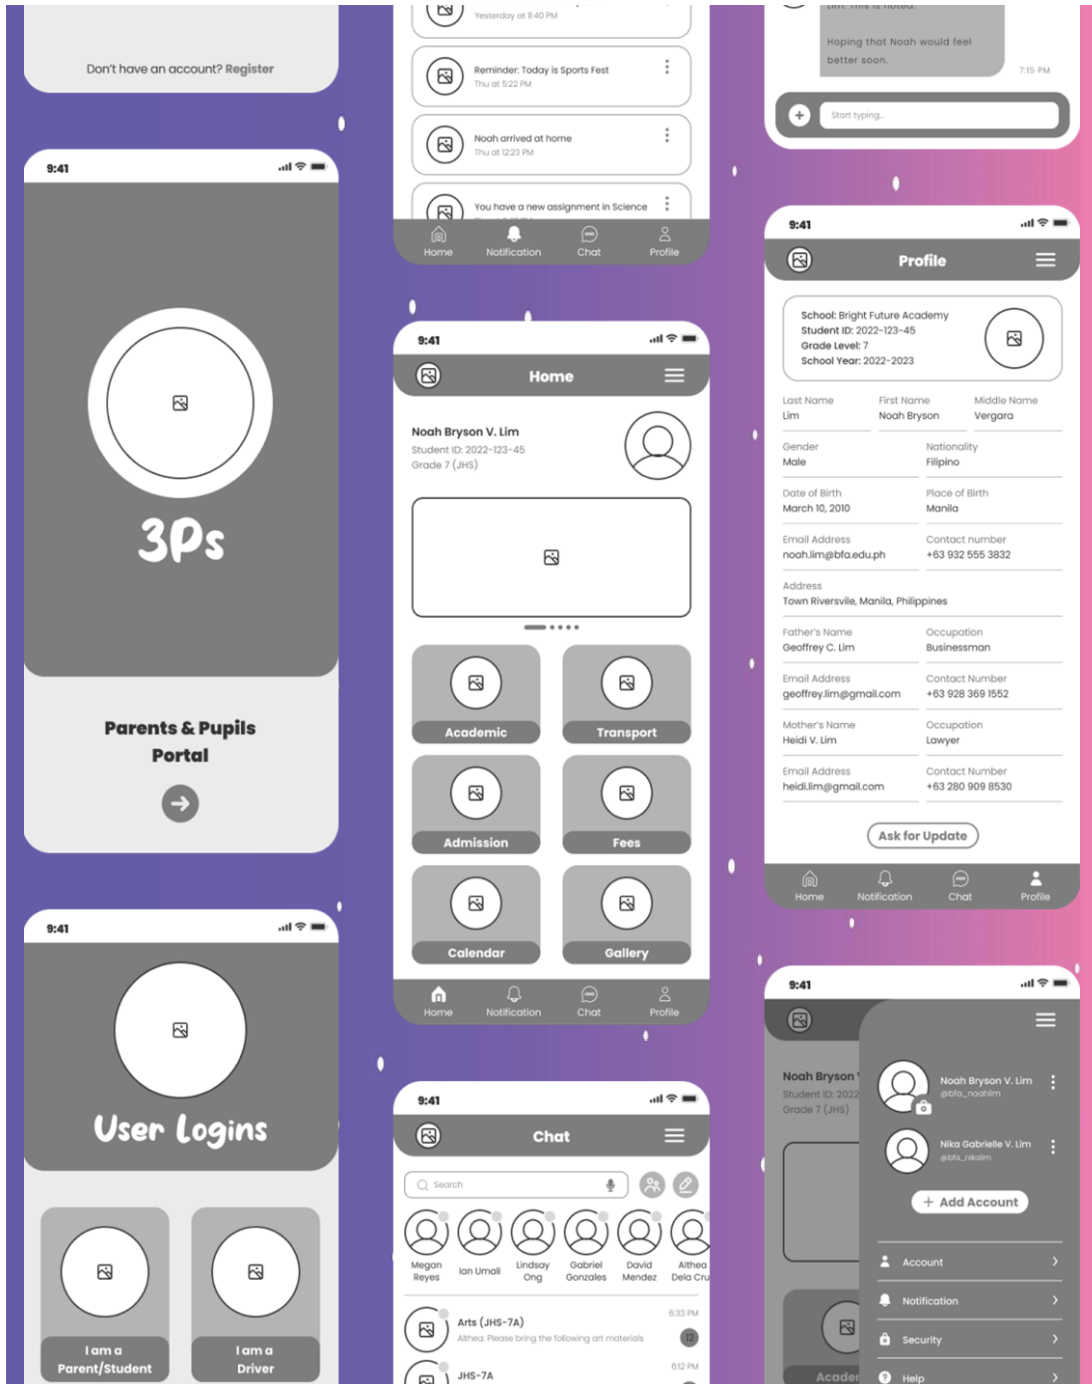 Don't have an account? Register
9:41
3Ps
Parents & Pupils
Portal
9:41
User Logins
I am a
Parent/Student
I am a
Driver
Yesterday at 11:40 PM
Reminder: Today is Sports Fest
Thu at 5:22 PM
Noah arrived at home
Thu at 12:23 PM
You have a new assignment in Science
Home
Notification
Chat
Profile
9:41
Home
Noah Bryson V. Lim
Student ID: 2022-123-45
Grade 7 (JHS)
Academic
Transport
Admission
Fees
Calendar
Gallery
Home
Notification
Chat
Profile
9:41
Chat
Search
Megan
Reyes
Ian Umali
Lindsay
Ong
Gabriel
Gonzales
David
Mendez
Althea
Dela Cru
Arts (JHS-7A)
6:33 PM
Althea: Please bring the following art materials
12
JHS-7A
6:12 PM
Lim. This is noted.
Hoping that Noah would feel
better soon.
7:15 PM
Start typing...
9:41
Profile
School: Bright Future Academy
Student ID: 2022-123-45
Grade Level: 7
School Year: 2022-2023
Last Name First Name Middle Name
Lim Noah Bryson Vergara
Gender Nationality
Male Filipino
Date of Birth Place of Birth
March 10, 2010 Manila
Email Address Contact number
noah.lim@bfa.edu.ph +63 932 555 3832
Address
Town Riversvile, Manila, Philippines
Father's Name Occupation
Geoffrey C. Lim Businessman
Email Address Contact Number
geoffrey.lim@gmail.com +63 928 369 1552
Mother's Name Occupation
Heidi V. Lim Lawyer
Email Address Contact Number
heidi.lim@gmail.com +63 280 909 8530
Ask for Update
Home
Notification
Chat
Profile
9:41
Noah Bryson
Student ID: 2022
Grade 7 (JHS)
Acader
Noah Bryson V. Lim
@bfa_noahlim
Nika Gabrielle V. Lim
@bfa_nikalim
+ Add Account
Account
Notification
Security
Help